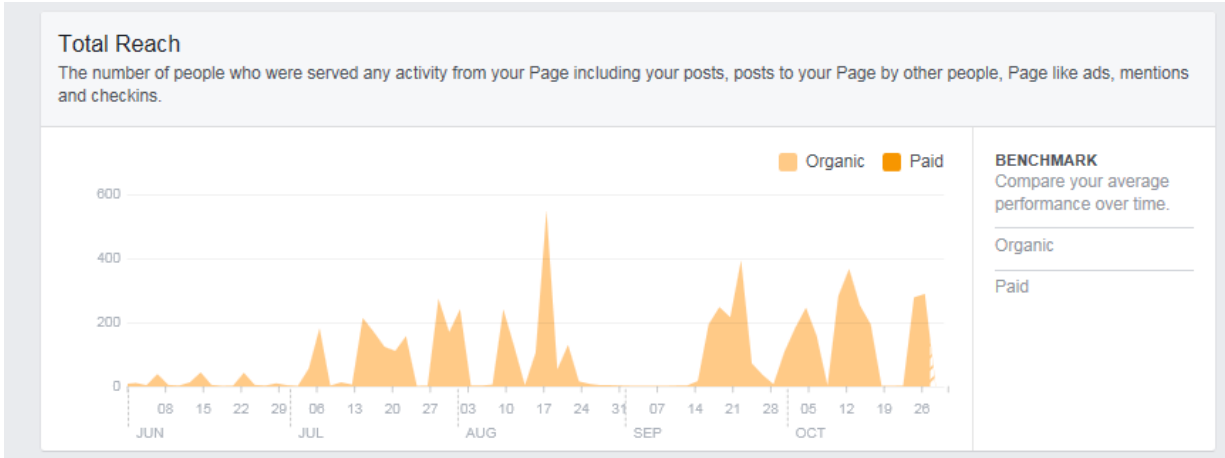 Total Reach
The number of people who were served any activity from your Page including your posts, posts to your Page by other people, Page like ads, mentions
and checkins.
Organic Paid
BENCHMARK
Compare your average
performance over time.
Organic
Paid
600
400
200
0
08 15 22 29 06 13 20 27 03 10 17 24 31 07 14 21 28 05 12 19 26
JUN JUL AUG SEP OCT